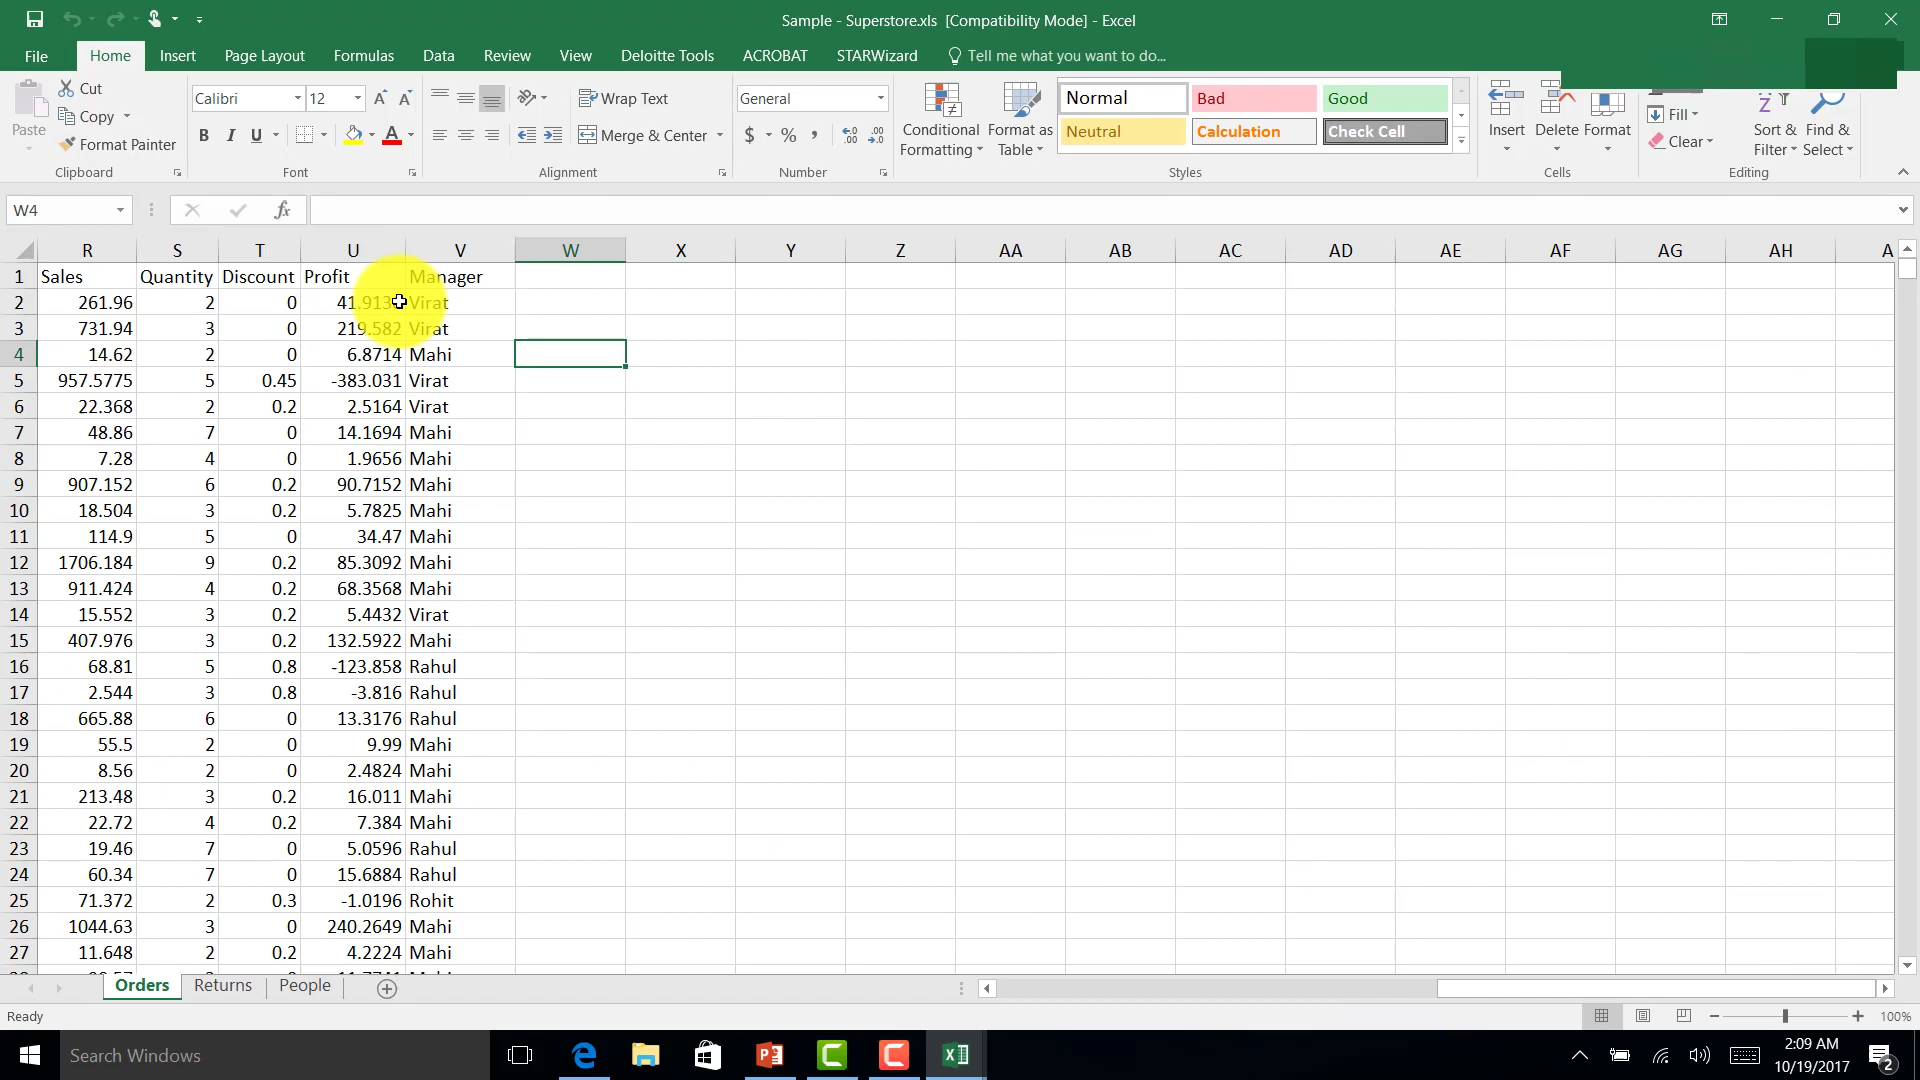 Sample - Superstore.xls [Compatibility Mode] - Excel
File Home Insert Page Layout Formulas Data Review View Deloitte Tools ACROBAT STARWizard Tell me what you want to do...
Paste Cut Copy Format Painter
Calibri 12
B I U A
Wrap Text
Merge & Center
General
$ % ,
Conditional Formatting
Format as Table
Normal Bad Good
Neutral Calculation Check Cell
Insert Delete Format
Fill
Clear
Sort & Filter
Find & Select
Clipboard Font Alignment Number Styles Cells Editing
W4 fx
R S T U V W X Y Z AA AB AC AD AE AF AG AH A
1 Sales Quantity Discount Profit Manager
2 261.96 2 0 Virat
3 731.94 3 0 219.582 Virat
4 14.62 2 0 6.8714 Mahi
5 957.5775 5 0.45 -383.031 Virat
6 22.368 2 0.2 2.5164 Virat
7 48.86 7 0 14.1694 Mahi
8 7.28 4 0 1.9656 Mahi
9 907.152 6 0.2 90.7152 Mahi
10 18.504 3 0.2 5.7825 Mahi
11 114.9 5 0 34.47 Mahi
12 1706.184 9 0.2 85.3092 Mahi
13 911.424 4 0.2 68.3568 Mahi
14 15.552 3 0.2 5.4432 Virat
15 407.976 3 0.2 132.5922 Mahi
16 68.81 5 0.8 -123.858 Rahul
17 2.544 3 0.8 -3.816 Rahul
18 665.88 6 0 13.3176 Rahul
19 55.5 2 0 9.99 Mahi
20 8.56 2 0 2.4824 Mahi
21 213.48 3 0.2 16.011 Mahi
22 22.72 4 0.2 7.384 Mahi
23 19.46 7 0 5.0596 Rahul
24 60.34 7 0 15.6884 Rahul
25 71.372 2 0.3 -1.0196 Rohit
26 1044.63 3 0 240.2649 Mahi
27 11.648 2 0.2 4.2224 Mahi
Orders Returns People
Ready 100%
Search Windows
2:09 AM
10/19/2017
2